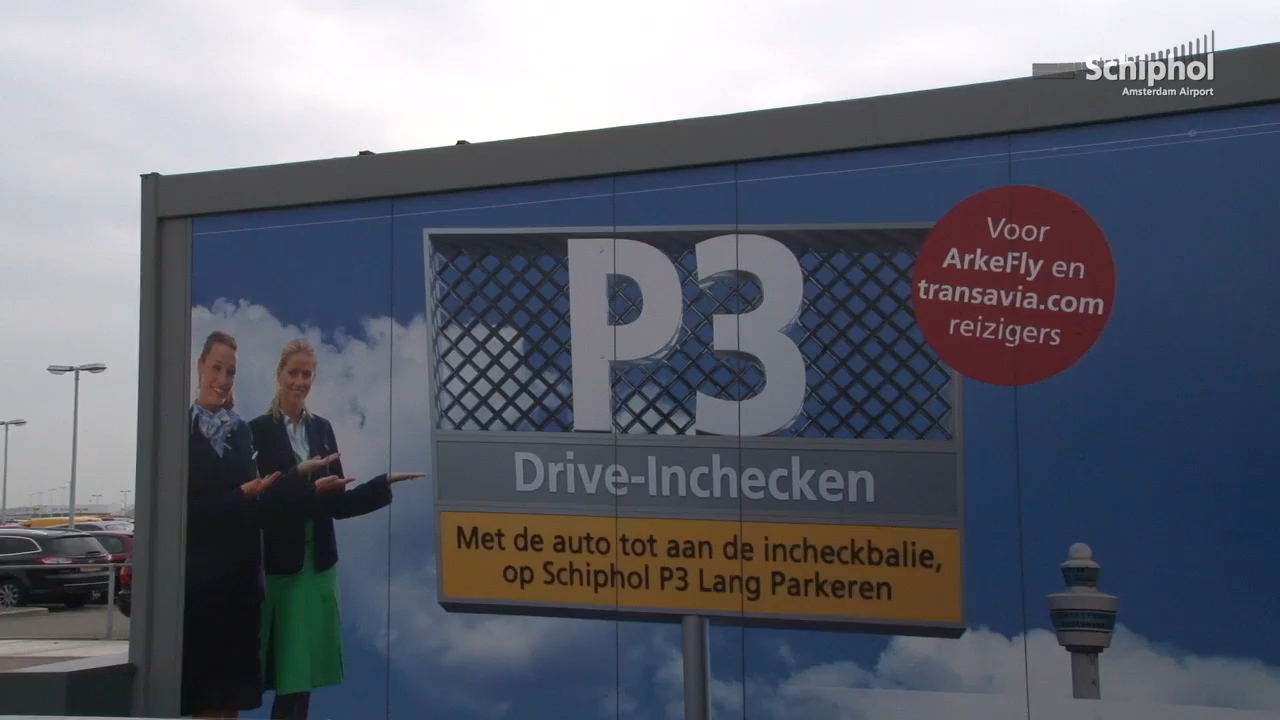 Schiphol
Amsterdam Airport
Voor
ArkeFly en
transavia.com
reizigers
P3
Drive-Inchecken
Met de auto tot aan de incheckbalie,
op Schiphol P3 Lang Parkeren